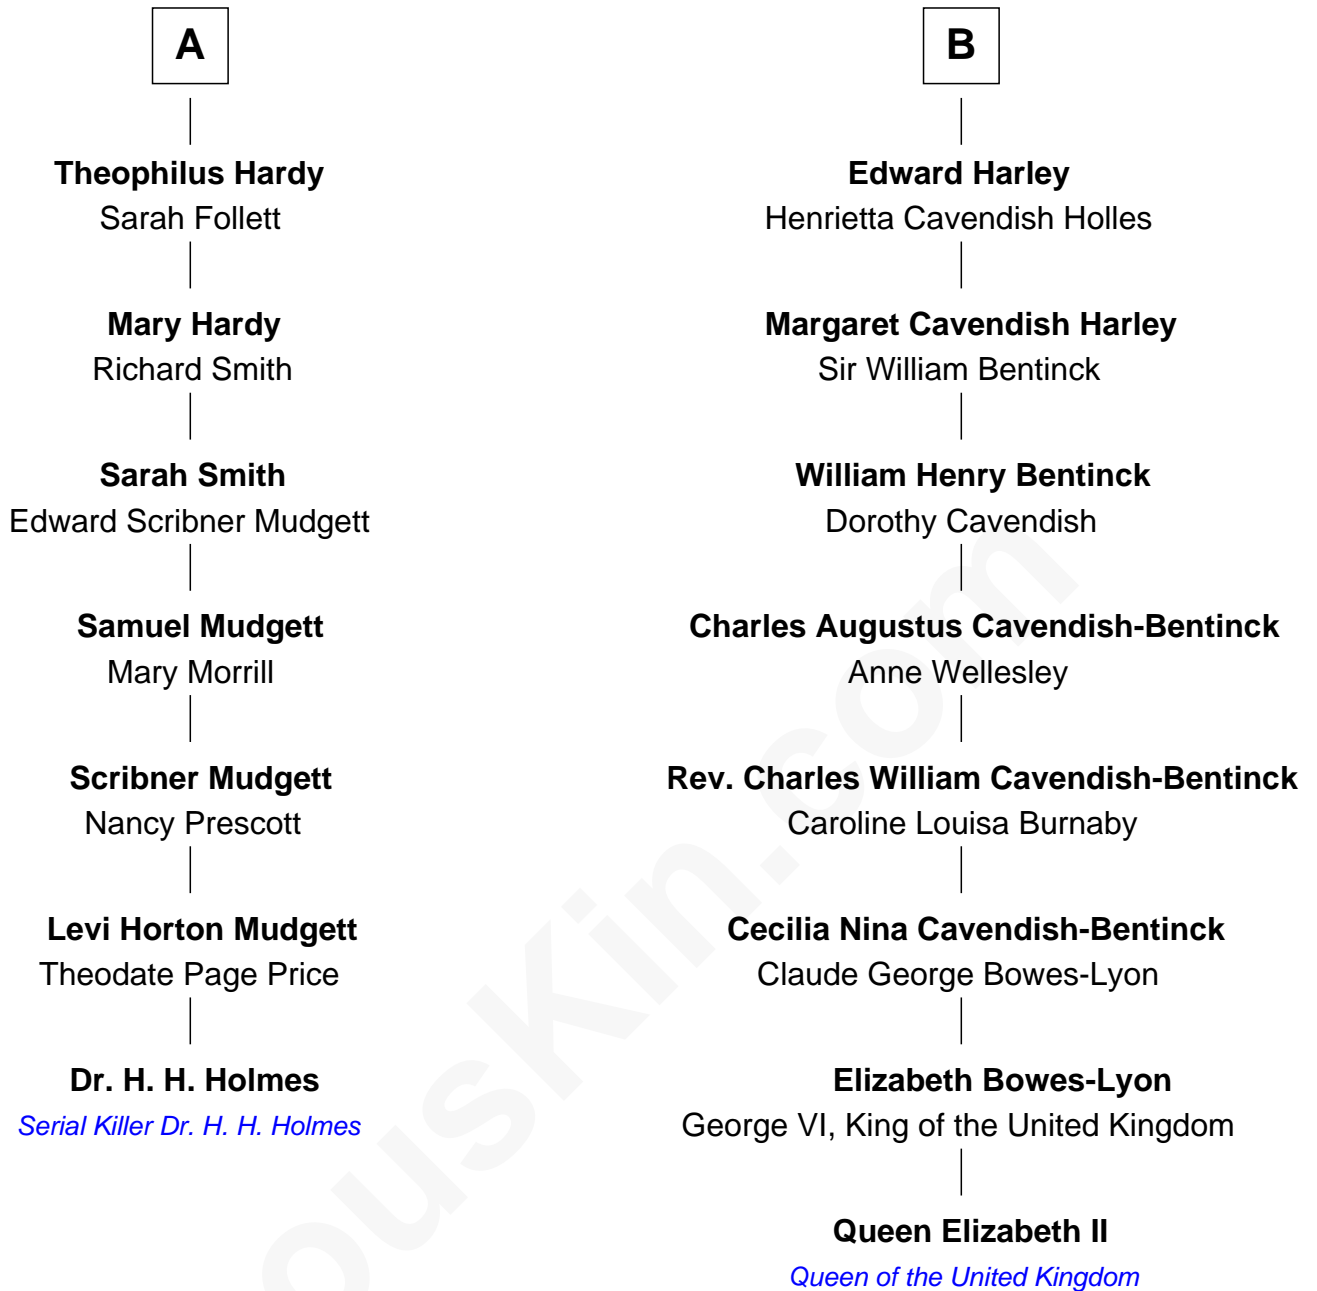 A
Theophilus Hardy
Sarah Follett
Mary Hardy
Richard Smith
Sarah Smith
Edward Scribner Mudgett
Samuel Mudgett
Mary Morrill
Scribner Mudgett
Nancy Prescott
Levi Horton Mudgett
Theodate Page Price
Dr. H. H. Holmes
Serial Killer Dr. H. H. Holmes
B
Edward Harley
Henrietta Cavendish Holles
Margaret Cavendish Harley
Sir William Bentinck
William Henry Bentinck
Dorothy Cavendish
Charles Augustus Cavendish-Bentinck
Anne Wellesley
Rev. Charles William Cavendish-Bentinck
Caroline Louisa Burnaby
Cecilia Nina Cavendish-Bentinck
Claude George Bowes-Lyon
Elizabeth Bowes-Lyon
George VI, King of the United Kingdom
Queen Elizabeth II
Queen of the United Kingdom
ousKin.com